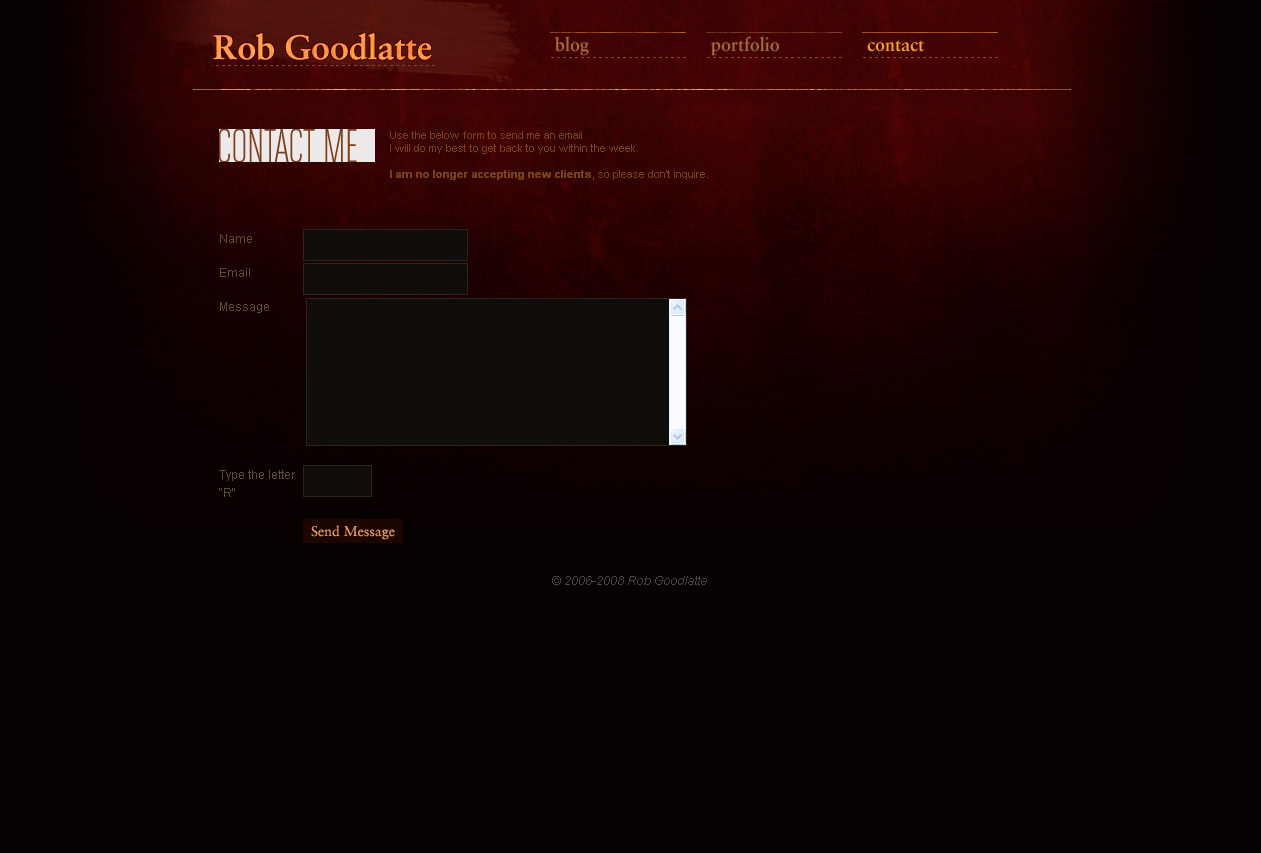 Rob Goodlatte
blog
portfolio
contact
CONTACT ME
Use the below form to send me an email
I will do my best to get back to you within the week.
I am no longer accepting new clients, so please don't inquire.
Name
Email
Message
Type the letter
"R"
Send Message
© 2006-2008 Rob Goodlatte